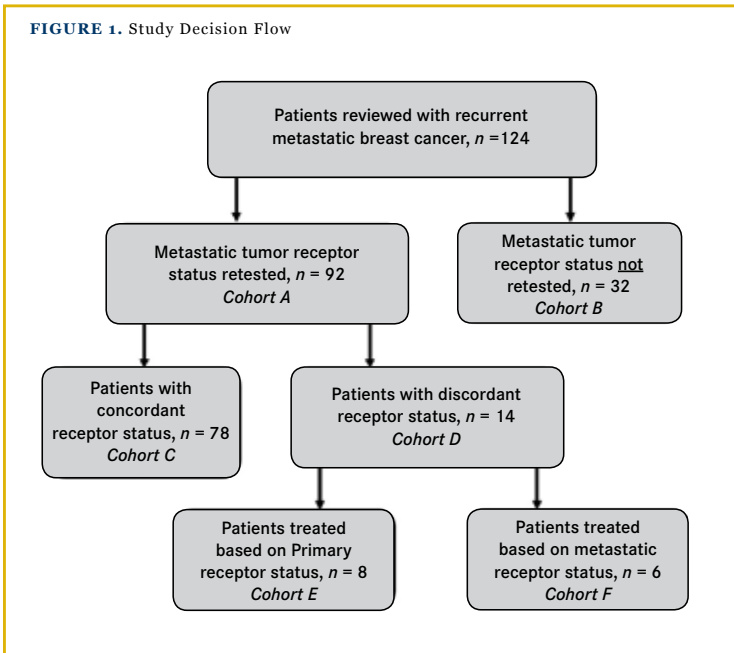 FIGURE 1. Study Decision Flow
Patients reviewed with recurrent
metastatic breast cancer, n =124
Metastatic tumor receptor
status retested, n = 92
Cohort A
Metastatic tumor
receptor status not
retested, n = 32
Cohort B
Patients with
concordant
receptor status, n = 78
Cohort C
Patients with discordant
receptor status, n = 14
Cohort D
Patients treated
based on Primary
receptor status, n = 8
Cohort E
Patients treated
based on metastatic
receptor status, n = 6
Cohort F